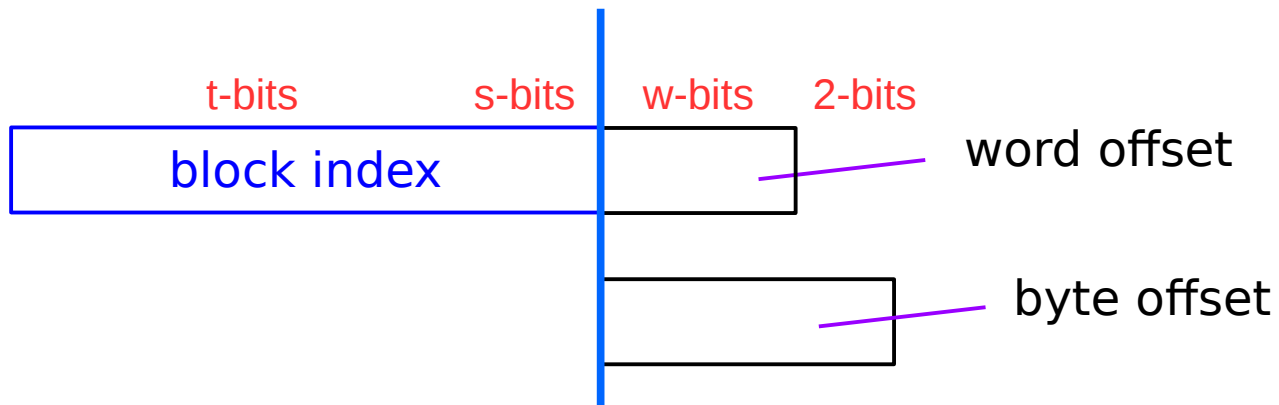 t-bits s-bits w-bits 2-bits
block index
word offset
byte offset